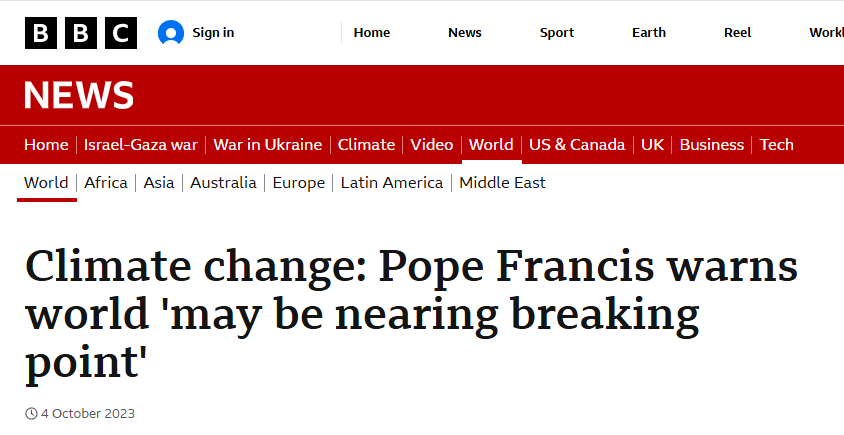 BBC Sign in Home News Sport Earth Reel
NEWS
Home Israel-Gaza war War in Ukraine Climate Video World US & Canada UK Business Tech
World Africa Asia Australia Europe Latin America Middle East
Climate change: Pope Francis warns
world 'may be nearing breaking
point'
4 October 2023